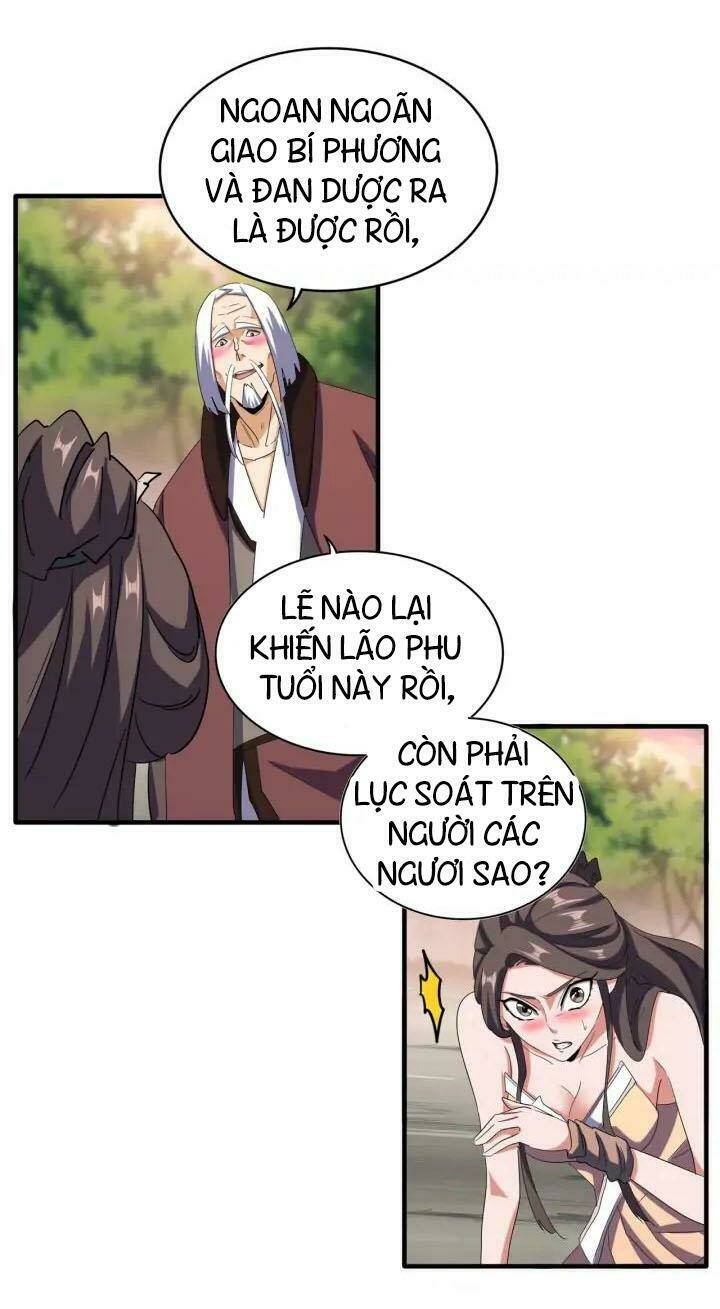 NGOAN NGOÃN
GIAO BÍ PHƯƠNG
VÀ ĐAN DƯỢC RA
LÀ ĐƯỢC RỒI,
LẼ NÀO LẠI
KHIẾN LÃO PHU
TUỔI NÀY RỒI,
CÒN PHẢI
LỤC SOÁT TRÊN
NGƯỜI CÁC
NGƯƠI SAO?